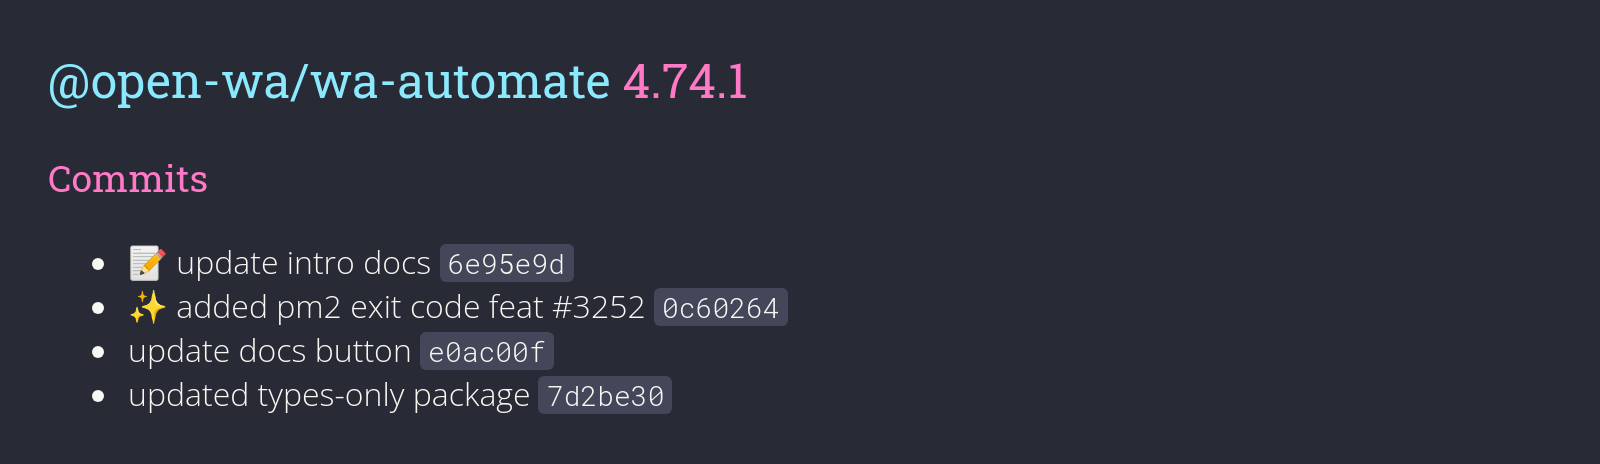 @open-wa/wa-automate 4.74.1
Commits
📝 update intro docs 6e95e9d
✨ added pm2 exit code feat #3252 0c60264
update docs button e0ac00f
updated types-only package 7d2be30